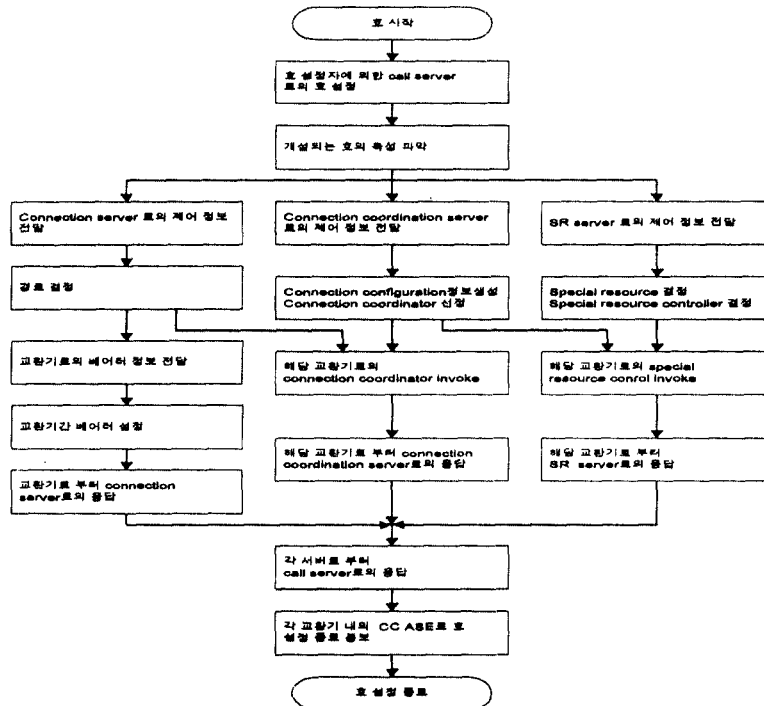 호 시작
호 설정자에 의한 call server
로의 호 설정
개설되는 호의 특성 파악
Connection server 로의 제어 정보
전달
Connection coordination server
로의 제어 정보 전달
SR server 로의 제어 정보 전달
경로 결정
Connection configuration정보생성
Connection coordinator 선정
Special resource 결정
Special resource controller 결정
교환기로의 베어러 정보 전달
해당 교환기로의
connection coordinator invoke
해당 교환기로의 special
resource conrol invoke
교환기간 베어러 설정
해당 교환기로 부터 connection
coordination server로의 응답
해당 교환기로 부터
SR server로의 응답
교환기로 부터 connection
server로의 응답
각 서버로 부터
call server로의 응답
각 교환기 내의 CC ASE로 호
설정 종료 통보
호 설정 종료